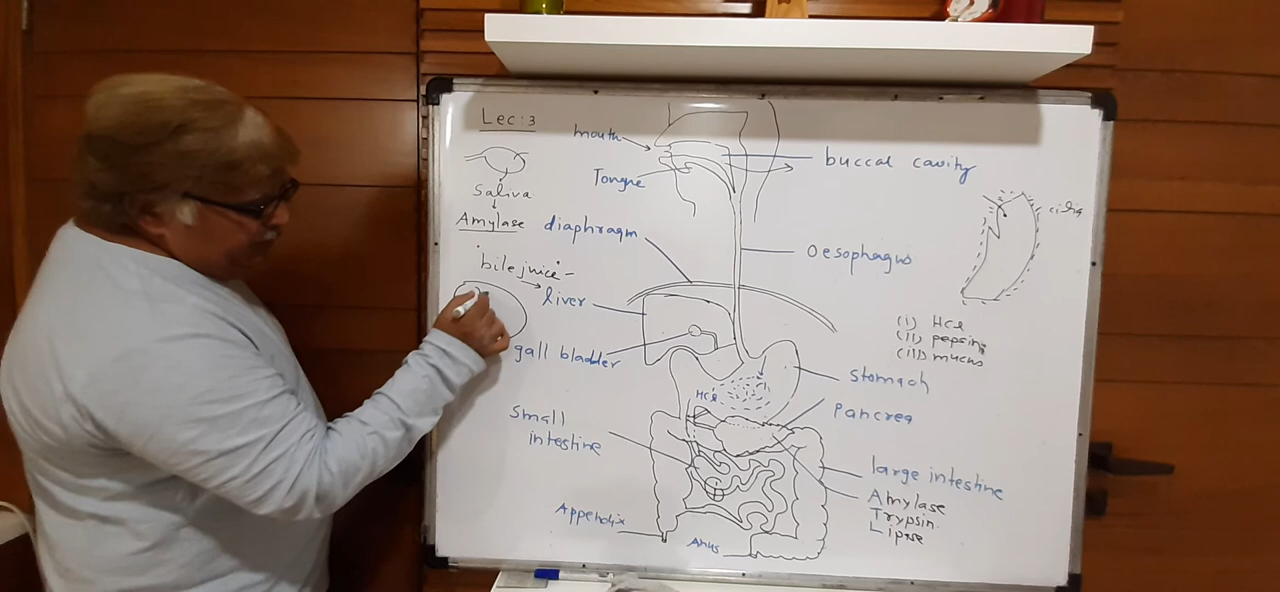 Lec:3
mouth
buccal cavity
Tongue
Saliva
Amylase
diaphragm
cilia
Oesophagus
bile juice
liver
(i) HCl
(ii) pepsin
(iii) mucus
gall bladder
Stomach
HCl
Pancrea
Small
intestine
large intestine
Amylase
Trypsin
Lipase
Appendix
Anus